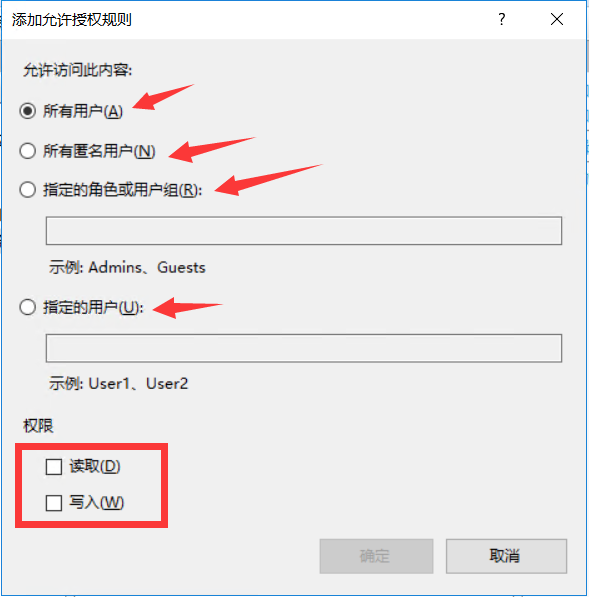 添加允许授权规则
?
允许访问此内容:
所有用户(A)
所有匿名用户(N)
指定的角色或用户组(R):
示例: Admins、Guests
指定的用户(U):
示例: User1、User2
权限
读取(D)
写入(W)
确定 取消